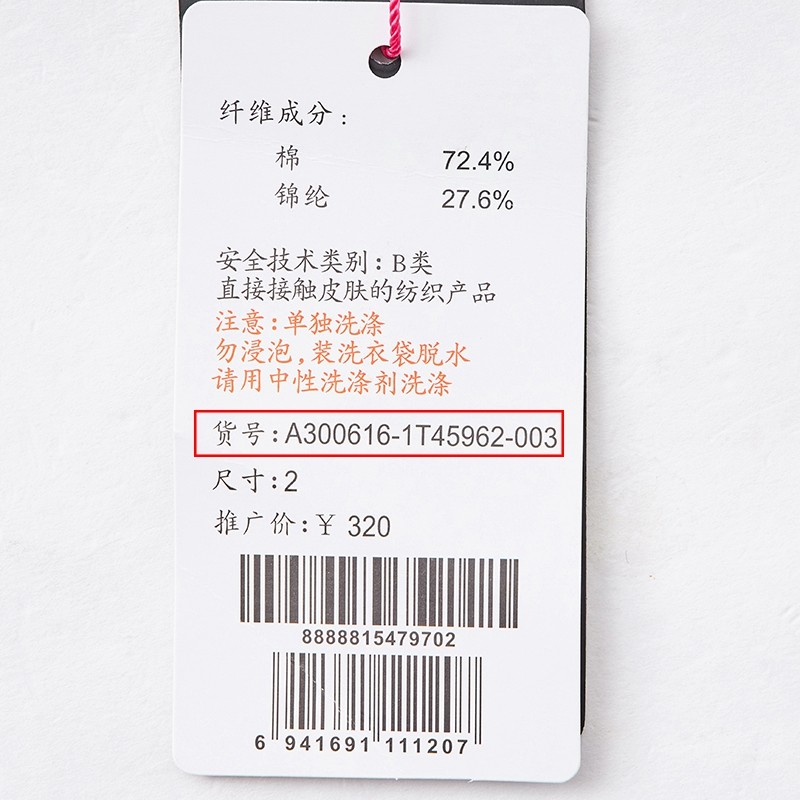 纤维成分:
棉 72.4%
锦纶 27.6%
安全技术类别:B类
直接接触皮肤的纺织产品
注意:单独洗涤
勿浸泡,装洗衣袋脱水
请用中性洗涤剂洗涤
货号:A300616-1T45962-003
尺寸:2
推广价:¥ 320
8888815479702
6 941691 111207